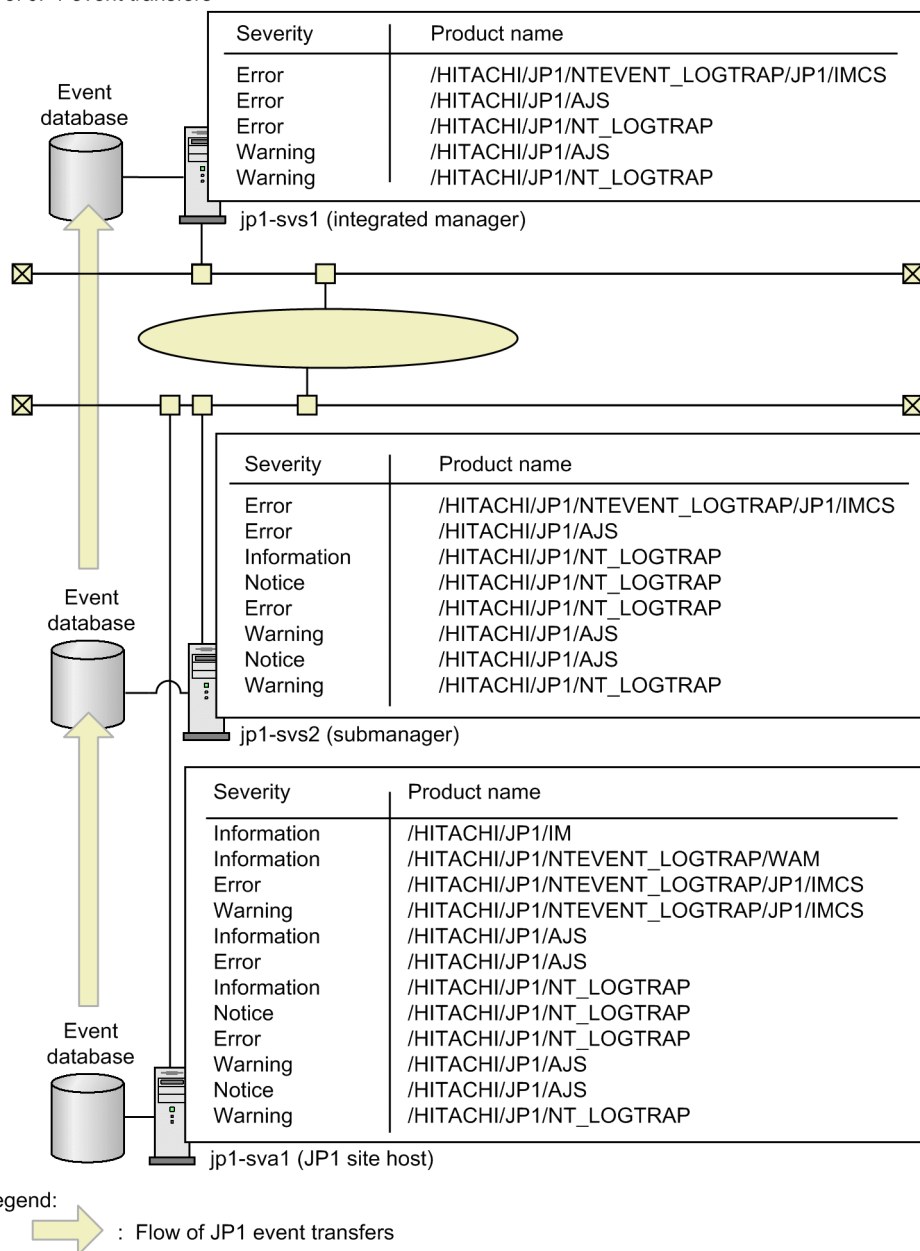 Severity Product name
Error /HITACHI/JP1/NTEVENT_LOGTRAP/JP1/IMCS
Error /HITACHI/JP1/AJS
Error /HITACHI/JP1/NT_LOGTRAP
Warning /HITACHI/JP1/AJS
Warning /HITACHI/JP1/NT_LOGTRAP
Event
database
jp1-svs1 (integrated manager)
Severity Product name
Error /HITACHI/JP1/NTEVENT_LOGTRAP/JP1/IMCS
Error /HITACHI/JP1/AJS
Information /HITACHI/JP1/NT_LOGTRAP
Notice /HITACHI/JP1/NT_LOGTRAP
Error /HITACHI/JP1/NT_LOGTRAP
Warning /HITACHI/JP1/AJS
Notice /HITACHI/JP1/AJS
Warning /HITACHI/JP1/NT_LOGTRAP
Event
database
jp1-svs2 (submanager)
Severity Product name
Information /HITACHI/JP1/IM
Information /HITACHI/JP1/NTEVENT_LOGTRAP/WAM
Error /HITACHI/JP1/NTEVENT_LOGTRAP/JP1/IMCS
Warning /HITACHI/JP1/NTEVENT_LOGTRAP/JP1/IMCS
Information /HITACHI/JP1/AJS
Error /HITACHI/JP1/AJS
Information /HITACHI/JP1/NT_LOGTRAP
Notice /HITACHI/JP1/NT_LOGTRAP
Error /HITACHI/JP1/NT_LOGTRAP
Warning /HITACHI/JP1/AJS
Notice /HITACHI/JP1/AJS
Warning /HITACHI/JP1/NT_LOGTRAP
Event
database
jp1-sva1 (JP1 site host)
egend:
: Flow of JP1 event transfers